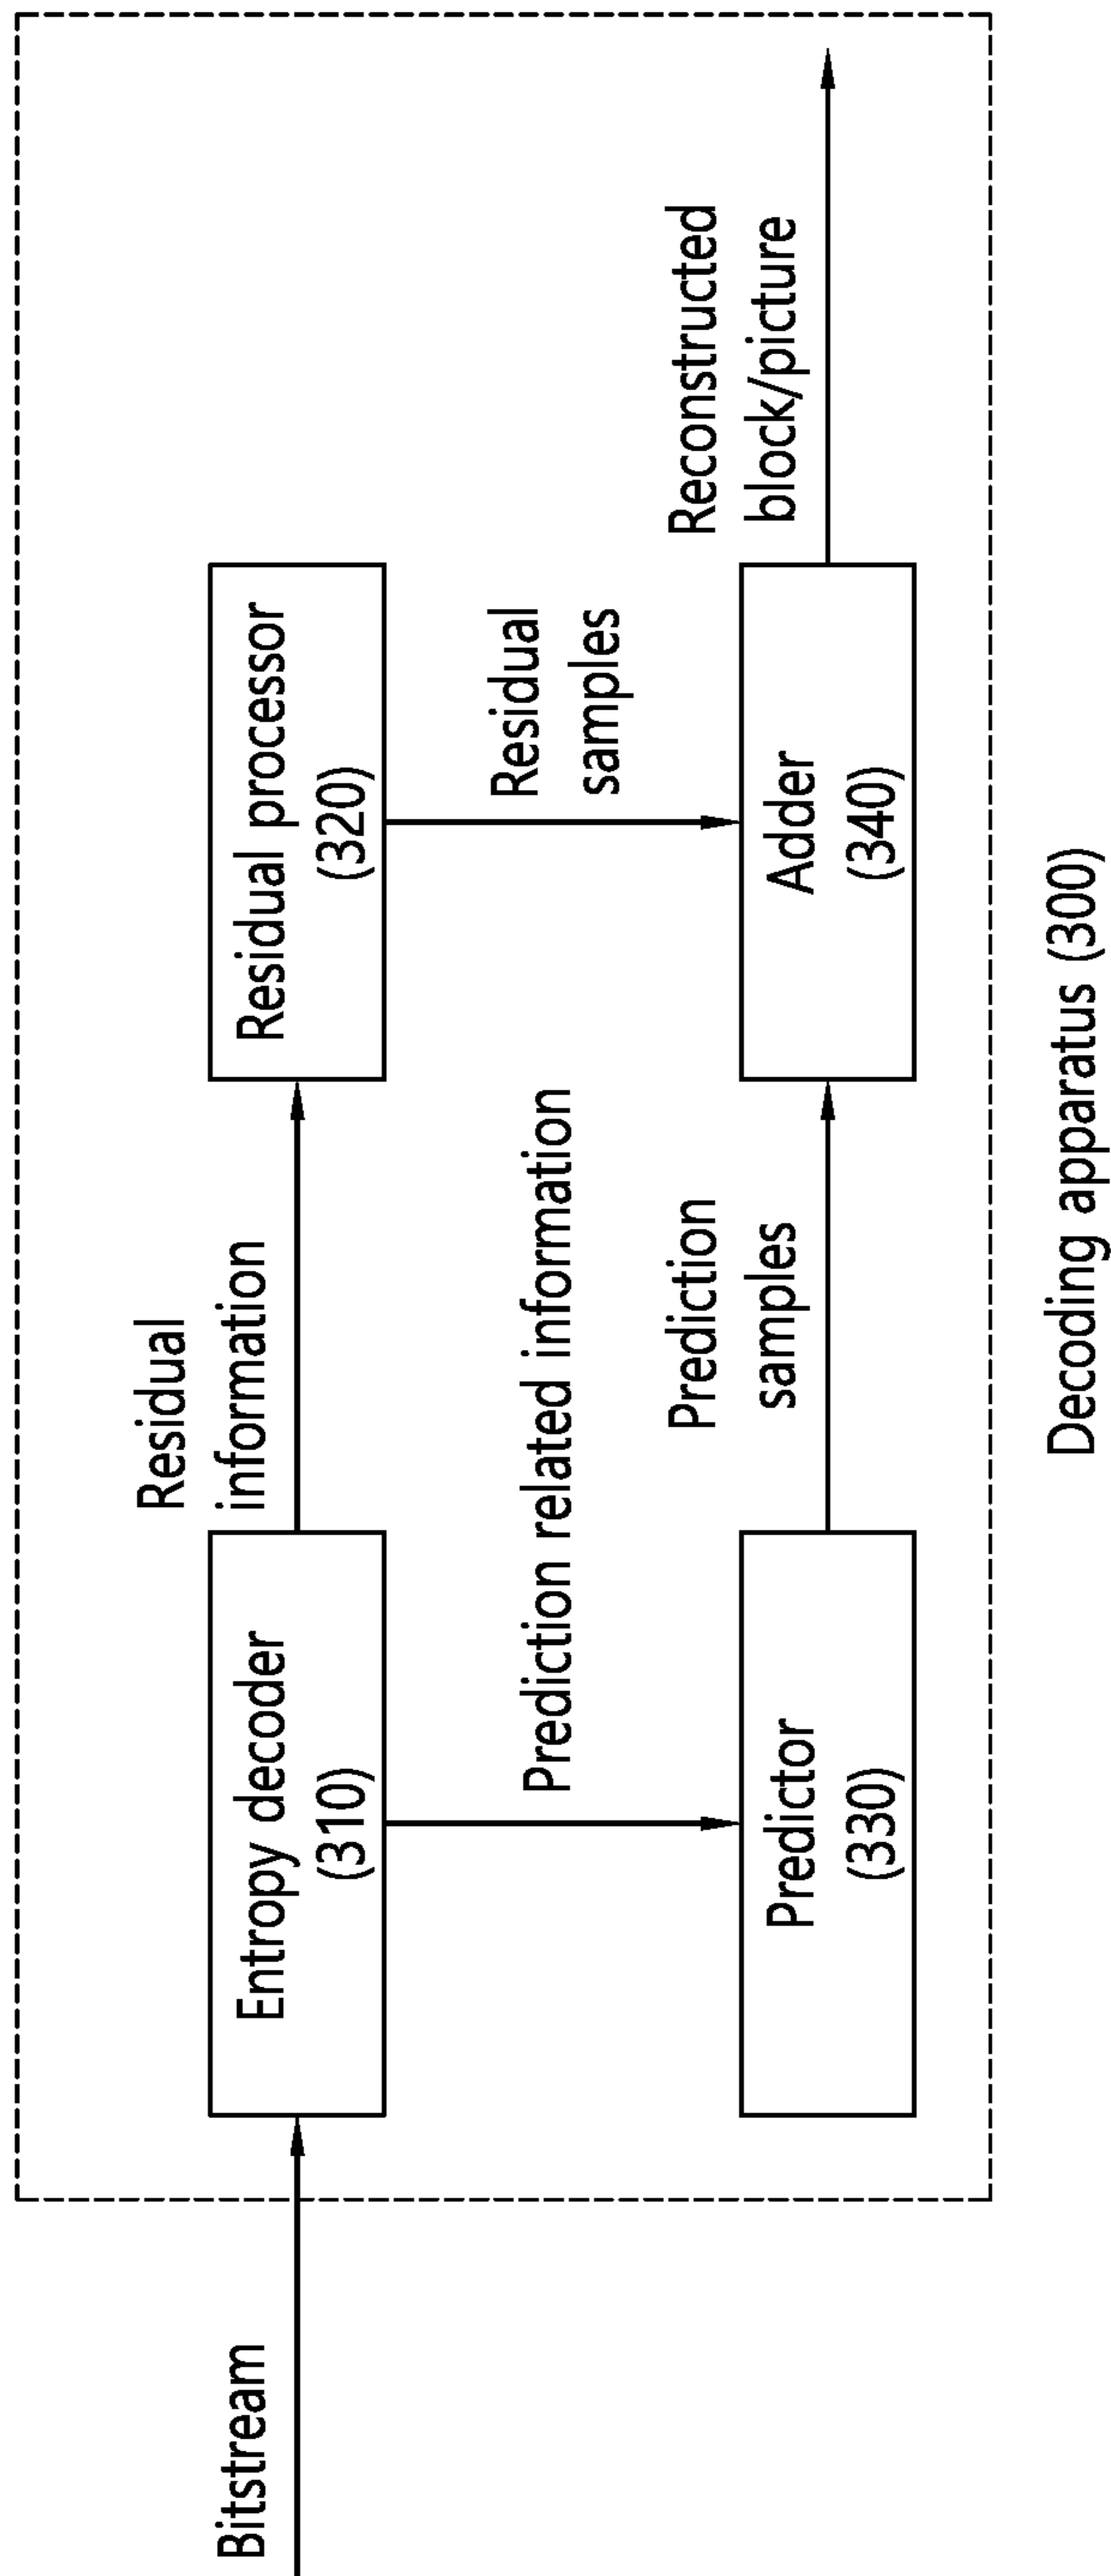 Bitstream
Entropy decoder
(310)
Residual
information
Residual processor
(320)
Prediction related information
Residual
samples
Predictor
(330)
Prediction
samples
Adder
(340)
Reconstructed
block/picture
Decoding apparatus (300)